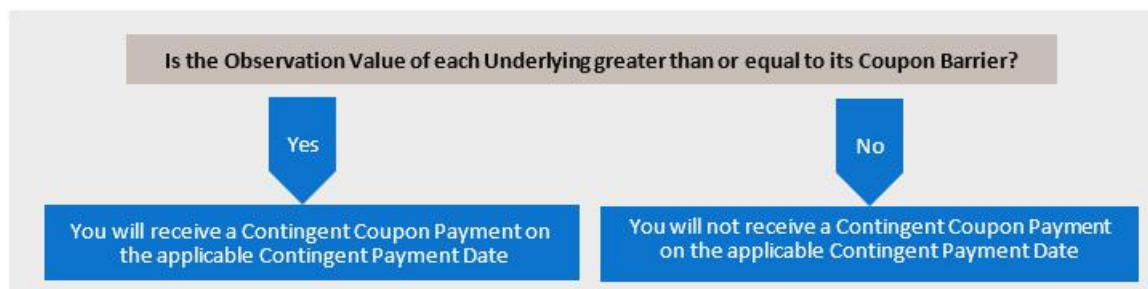 Is the Observation Value of each Underlying greater than or equal to its Coupon Barrier?
Yes
No
You will receive a Contingent Coupon Payment on
the applicable Contingent Payment Date
You will not receive a Contingent Coupon Payment
on the applicable Contingent Payment Date